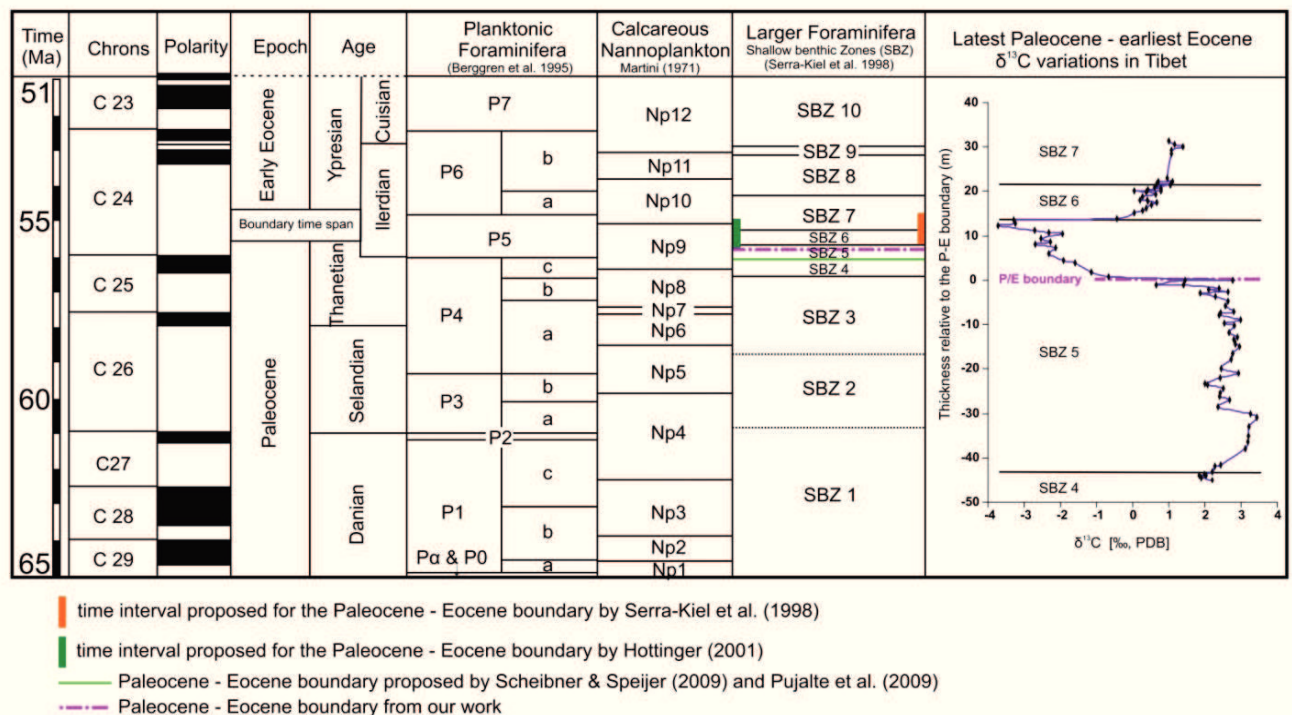 Time
(Ma)
Chrons
Polarity
Epoch
Age
Planktonic
Foraminifera
(Berggren et al. 1995)
Calcareous
Nannoplankton
Martini (1971)
Larger Foraminifera
Shallow benthic Zones (SBZ)
(Serra-Kiel et al. 1998)
Latest Paleocene - earliest Eocene
δ¹³C variations in Tibet
51
55
60
65
C 23
C 24
C 25
C 26
C27
C 28
C 29
Early Eocene
Boundary time span
Paleocene
Ypresian
Thanetian
Selandian
Danian
Cuisian
Ilerdian
P7
P6
b
a
P5
P4
c
b
a
P3
b
a
P2
P1
c
b
Pα & P0
a
Np12
Np11
Np10
Np9
Np8
Np7
Np6
Np5
Np4
Np3
Np2
Np1
SBZ 10
SBZ 9
SBZ 8
SBZ 7
SBZ 6
SBZ 5
SBZ 4
SBZ 3
SBZ 2
SBZ 1
Thickness relative to the P-E boundary (m)
40
30
20
10
0
-10
-20
-30
-40
-50
SBZ 7
SBZ 6
P/E boundary
SBZ 5
SBZ 4
-4 -3 -2 -1 0 1 2 3 4
δ¹³C [‰, PDB]
time interval proposed for the Paleocene - Eocene boundary by Serra-Kiel et al. (1998)
time interval proposed for the Paleocene - Eocene boundary by Hottinger (2001)
Paleocene - Eocene boundary proposed by Scheibner & Speijer (2009) and Pujalte et al. (2009)
Paleocene - Eocene boundary from our work